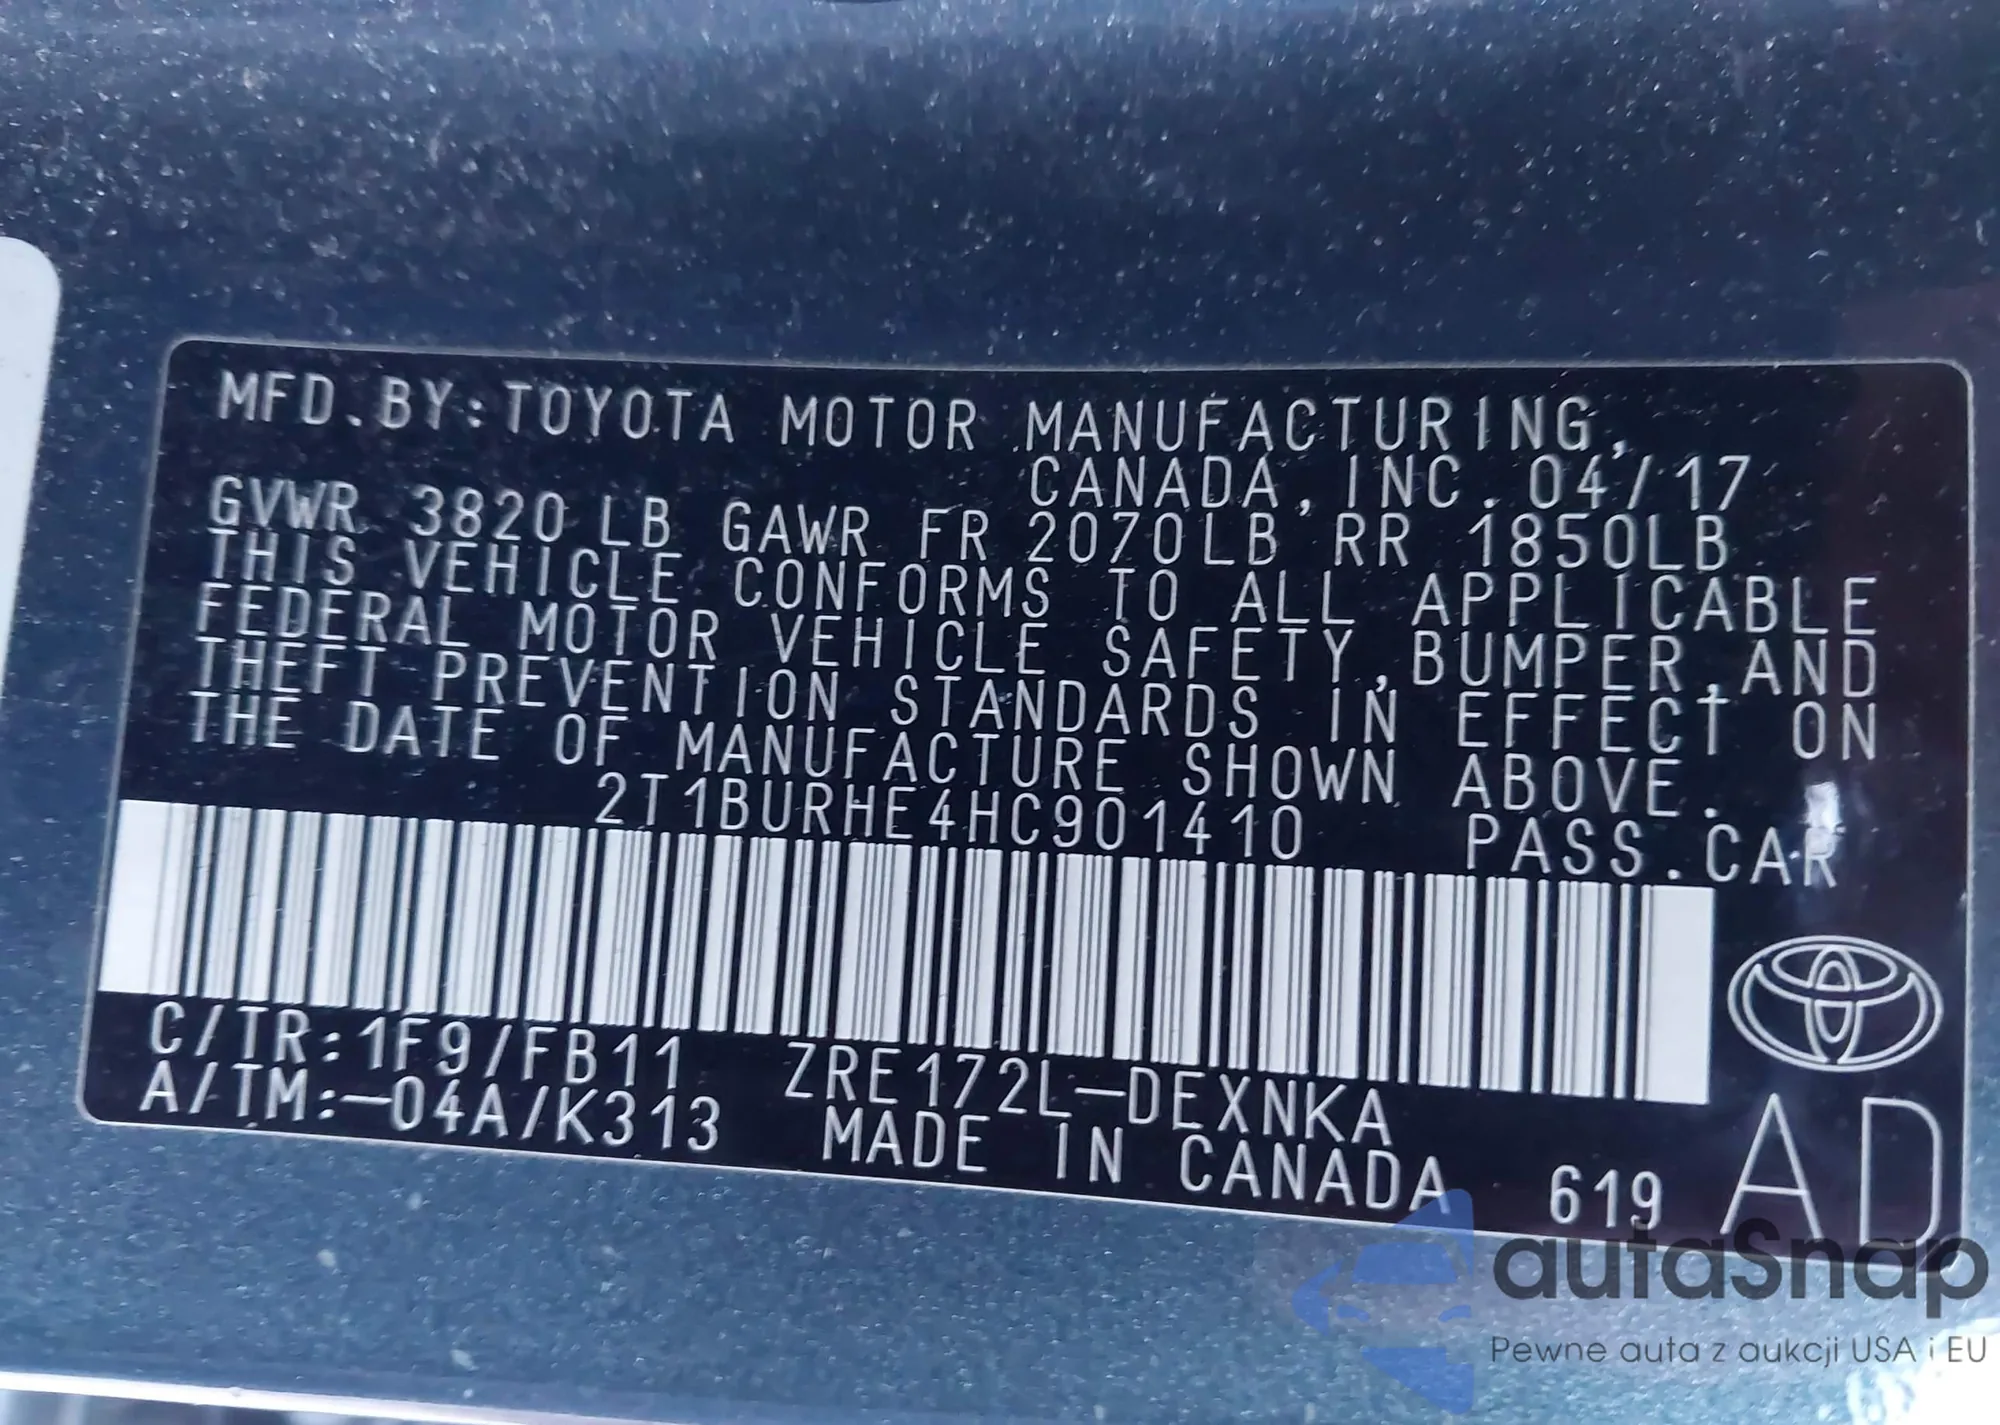 MFD.BY:TOYOTA MOTOR MANUFACTURING,
CANADA,INC.04/17
GVWR 3820LB GAWR FR 2070LB RR 1850LB
THIS VEHICLE CONFORMS TO ALL APPLICABLE
FEDERAL MOTOR VEHICLE SAFETY,BUMPER,AND
THEFT PREVENTION STANDARDS IN EFFECT ON
THE DATE OF MANUFACTURE SHOWN ABOVE.
2T1BURHE4HC901410 PASS.CAR
C/TR:1F9/FB11 ZRE172L-DEXNKA
A/TM:-04A/K313 MADE IN CANADA 619 AD
autaSnap
Pewne auta z aukcji USA i EU